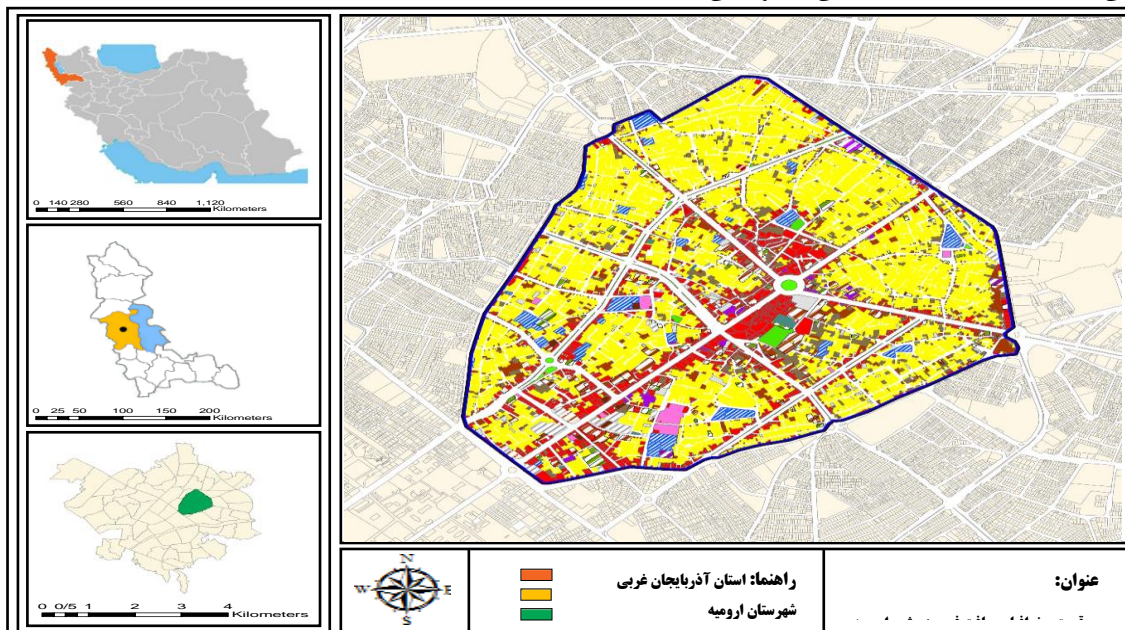 0 140 280 560 840 1,120
Kilometers
0 25 50 100 150 200
Kilometers
0 0/5 1 2 3 4
Kilometers
N
W E
S
راهنما: استان آذربایجان غربی
شهرستان ارومیه
عنوان: